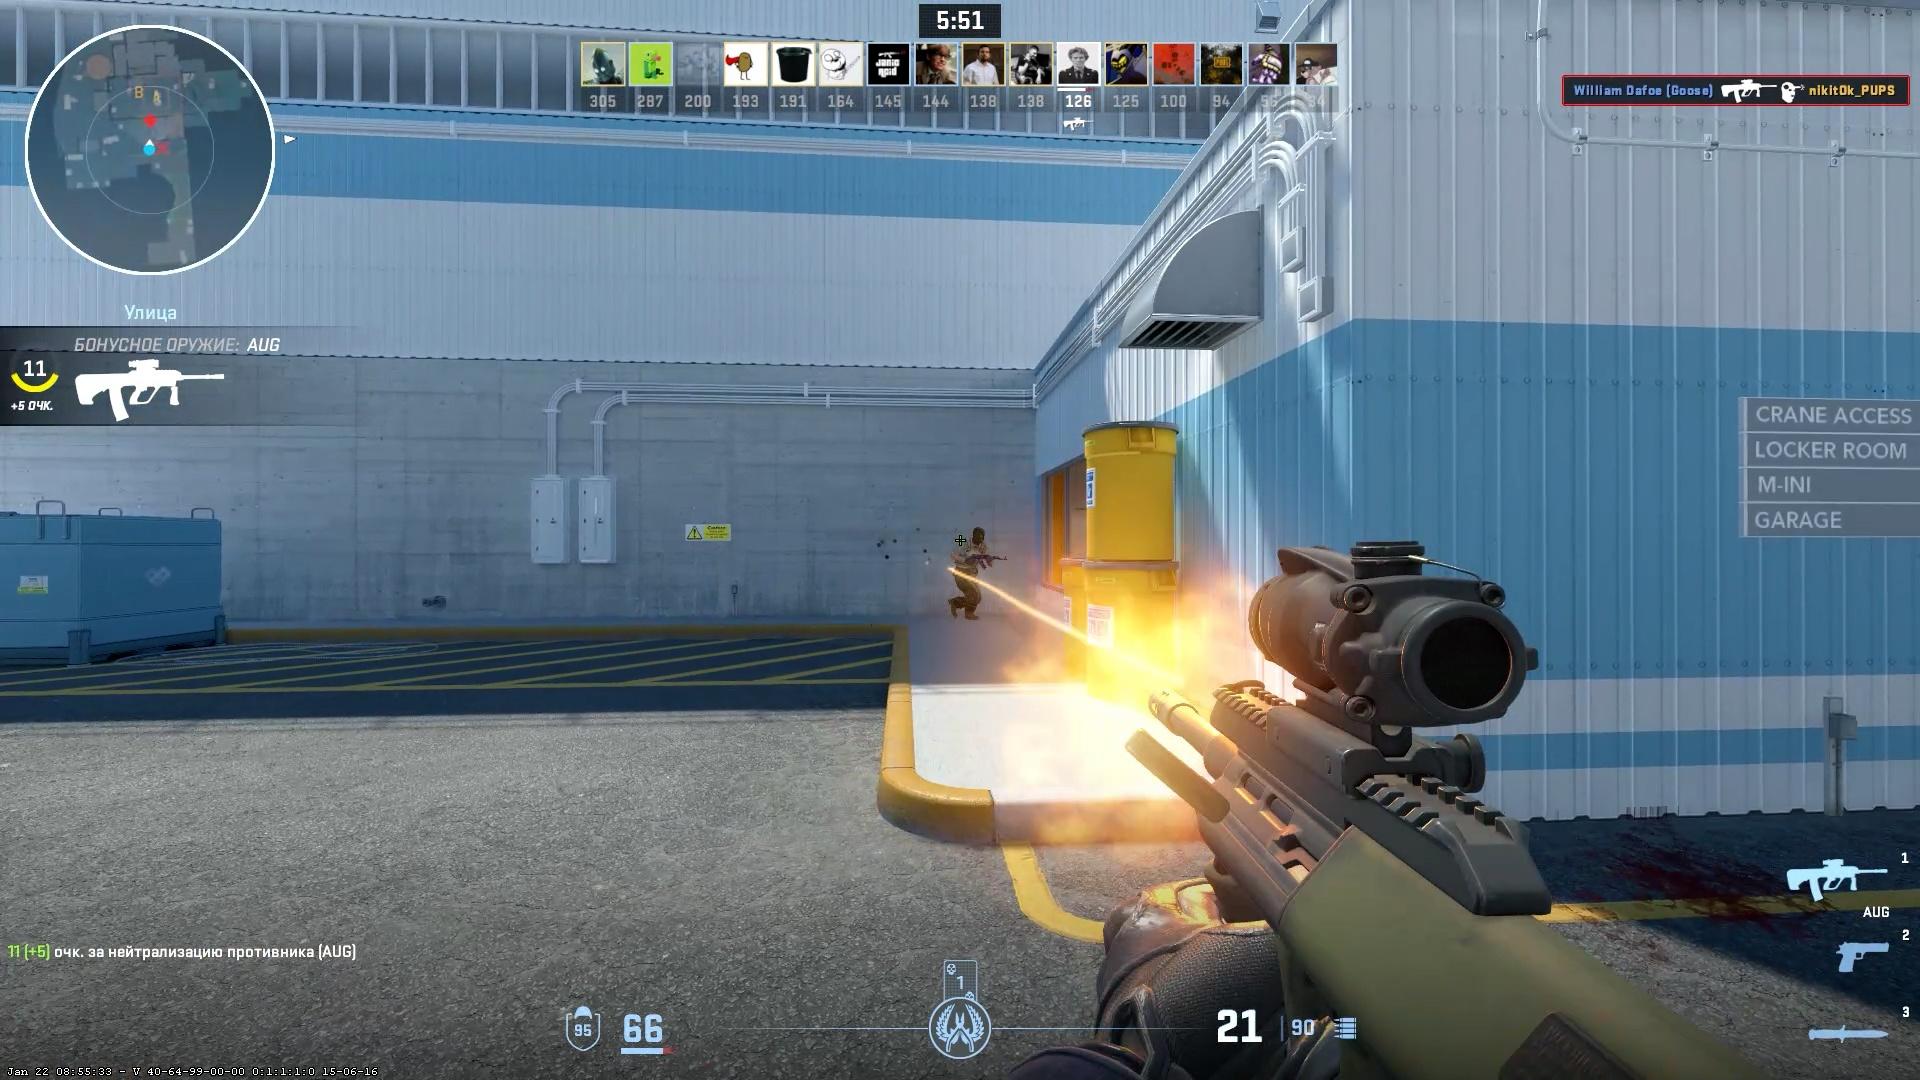 5:51
305 287 200 193 191 164 145 144 138 138 126 125 100 94
William Dafoe (Goose) nikit0k_PUPS
B A
Улица
БОНУСНОЕ ОРУЖИЕ: AUG
11
+5 ОЧК.
CRANE ACCESS
LOCKER ROOM
M-INI
GARAGE
1
AUG
2
3
11 (+5) очк. за нейтрализацию противника (AUG)
1
95 66
21 90
Jan 22 08:55:33 - V 40-64-99-00-00 0:1:1:1:0 15-06-16